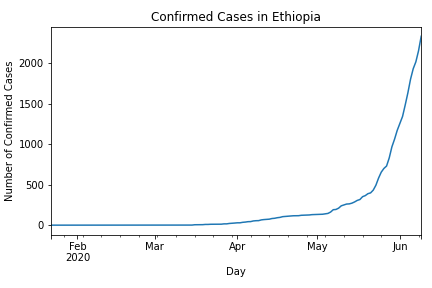 Confirmed Cases in Ethiopia
Number of Confirmed Cases
2000
1500
1000
500
0
Feb Mar Apr May Jun
2020
Day